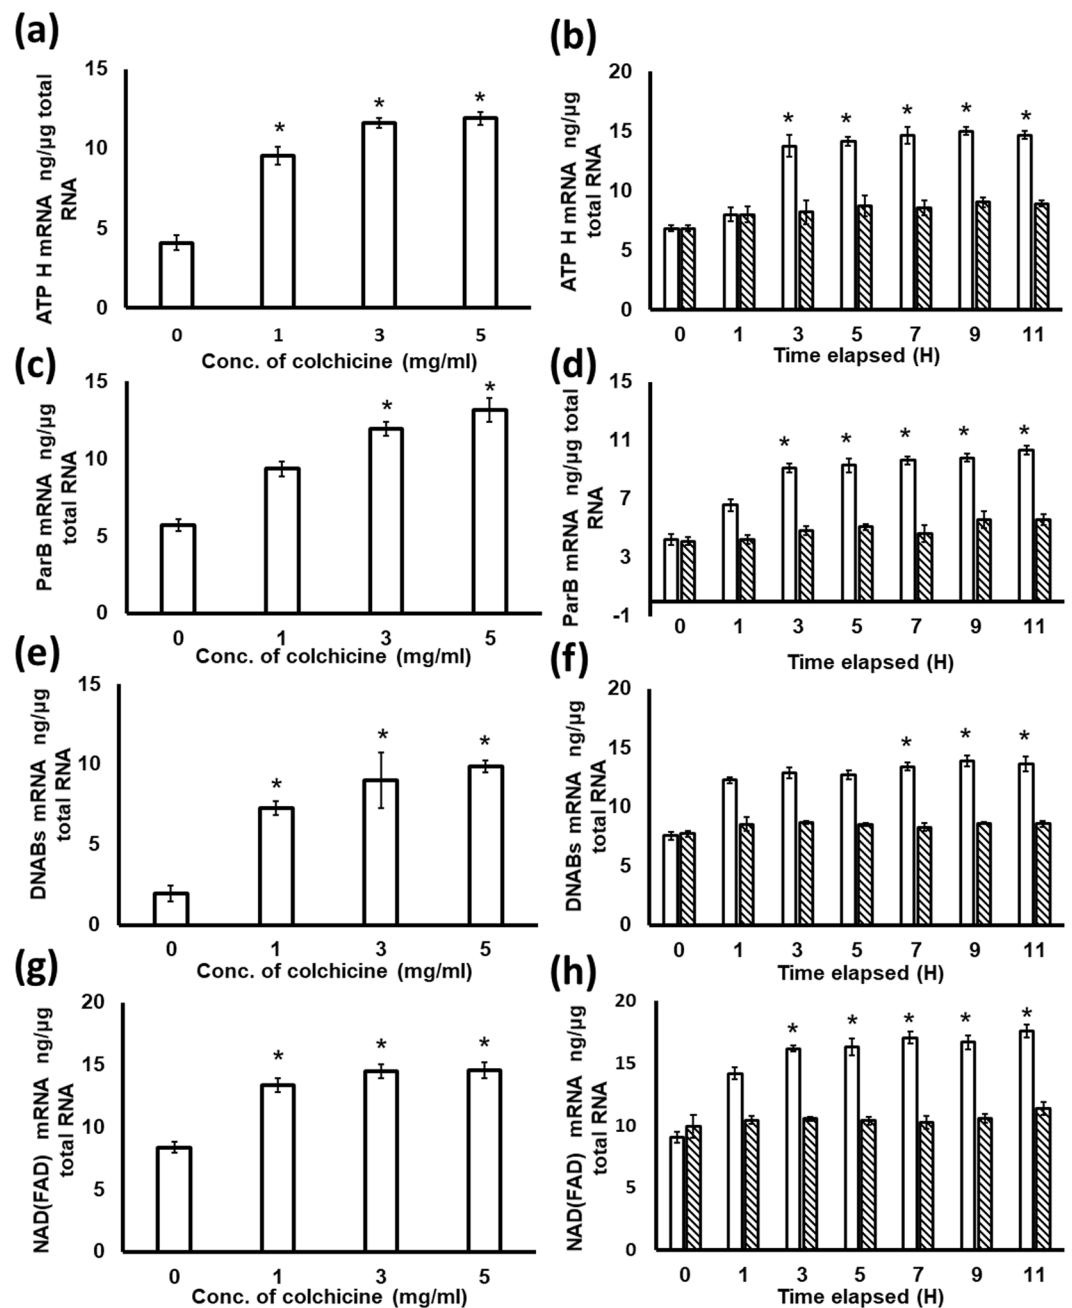 (a)
ATP H mRNA ng/µg total
RNA
15
10
5
0
* * *
0 1 3 5
Conc. of colchicine (mg/ml)
(b)
ATP H mRNA ng/µg
total RNA
20
15
10
5
0
* * * * *
0 1 3 5 7 9 11
Time elapsed (H)
(c)
ParB mRNA ng/µg
total RNA
15
10
5
0
* *
0 1 3 5
Conc. of colchicine (mg/ml)
(d)
ParB mRNA ng/µg total
RNA
15
11
7
3
-1
* * * * *
0 1 3 5 7 9 11
Time elapsed (H)
(e)
DNABs mRNA ng/µg
total RNA
15
10
5
0
* * *
0 1 3 5
Conc. of colchicine (mg/ml)
(f)
DNABs mRNA ng/µg
total RNA
20
15
10
5
0
* * *
0 1 3 5 7 9 11
Time elapsed (H)
(g)
NAD(FAD) mRNA ng/µg
total RNA
20
15
10
5
0
* * *
0 1 3 5
Conc. of colchicine (mg/ml)
(h)
NAD(FAD) mRNA ng/µg
total RNA
20
15
10
5
0
* * * * *
0 1 3 5 7 9 11
Time elapsed (H)